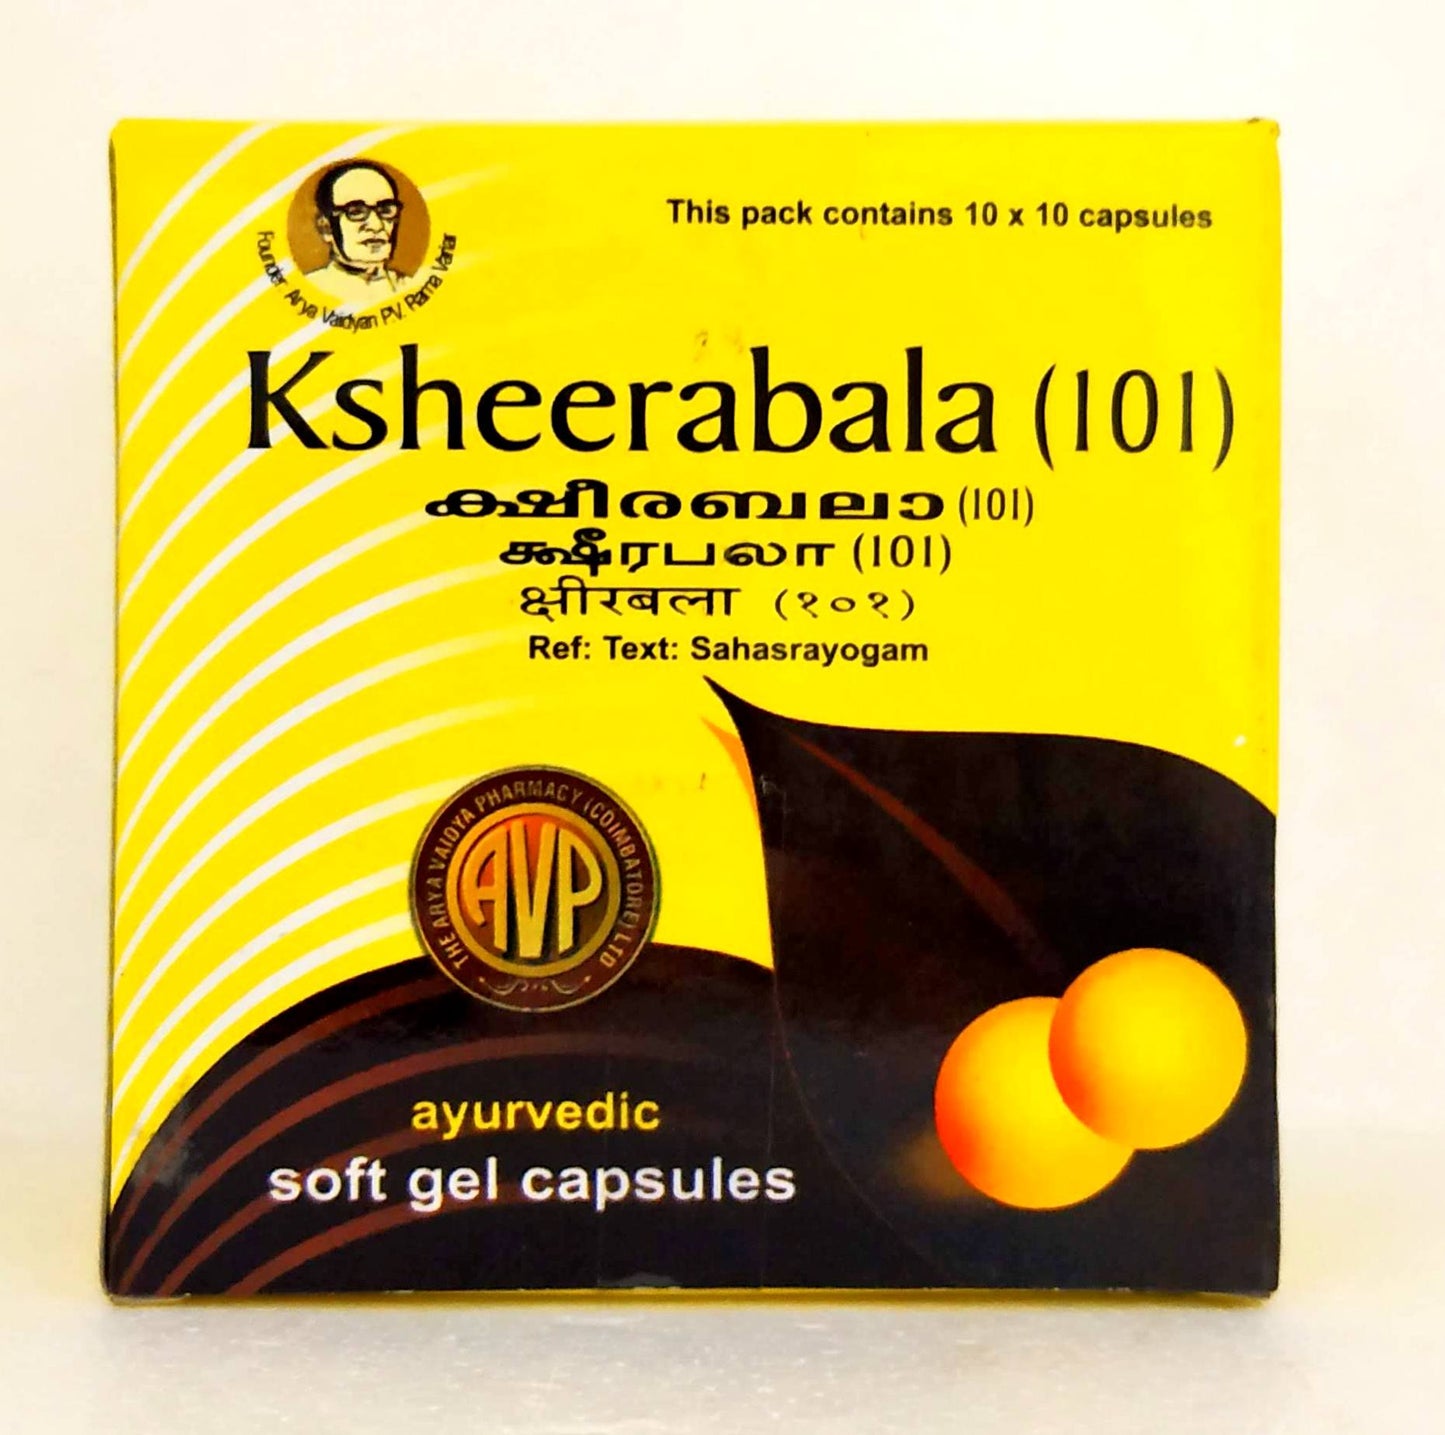 This pack contains 10 x 10 capsules
Founder: Arya Vaidyan P.V. Rama Variar
Ksheerabala (101)
ക്ഷീരബലാ (101)
க்ஷீரபலா (101)
क्षीरबला (१०१)
Ref: Text: Sahasrayogam
THE ARYA VAIDYA PHARMACY (COIMBATORE) LTD
AVP
ayurvedic
soft gel capsules